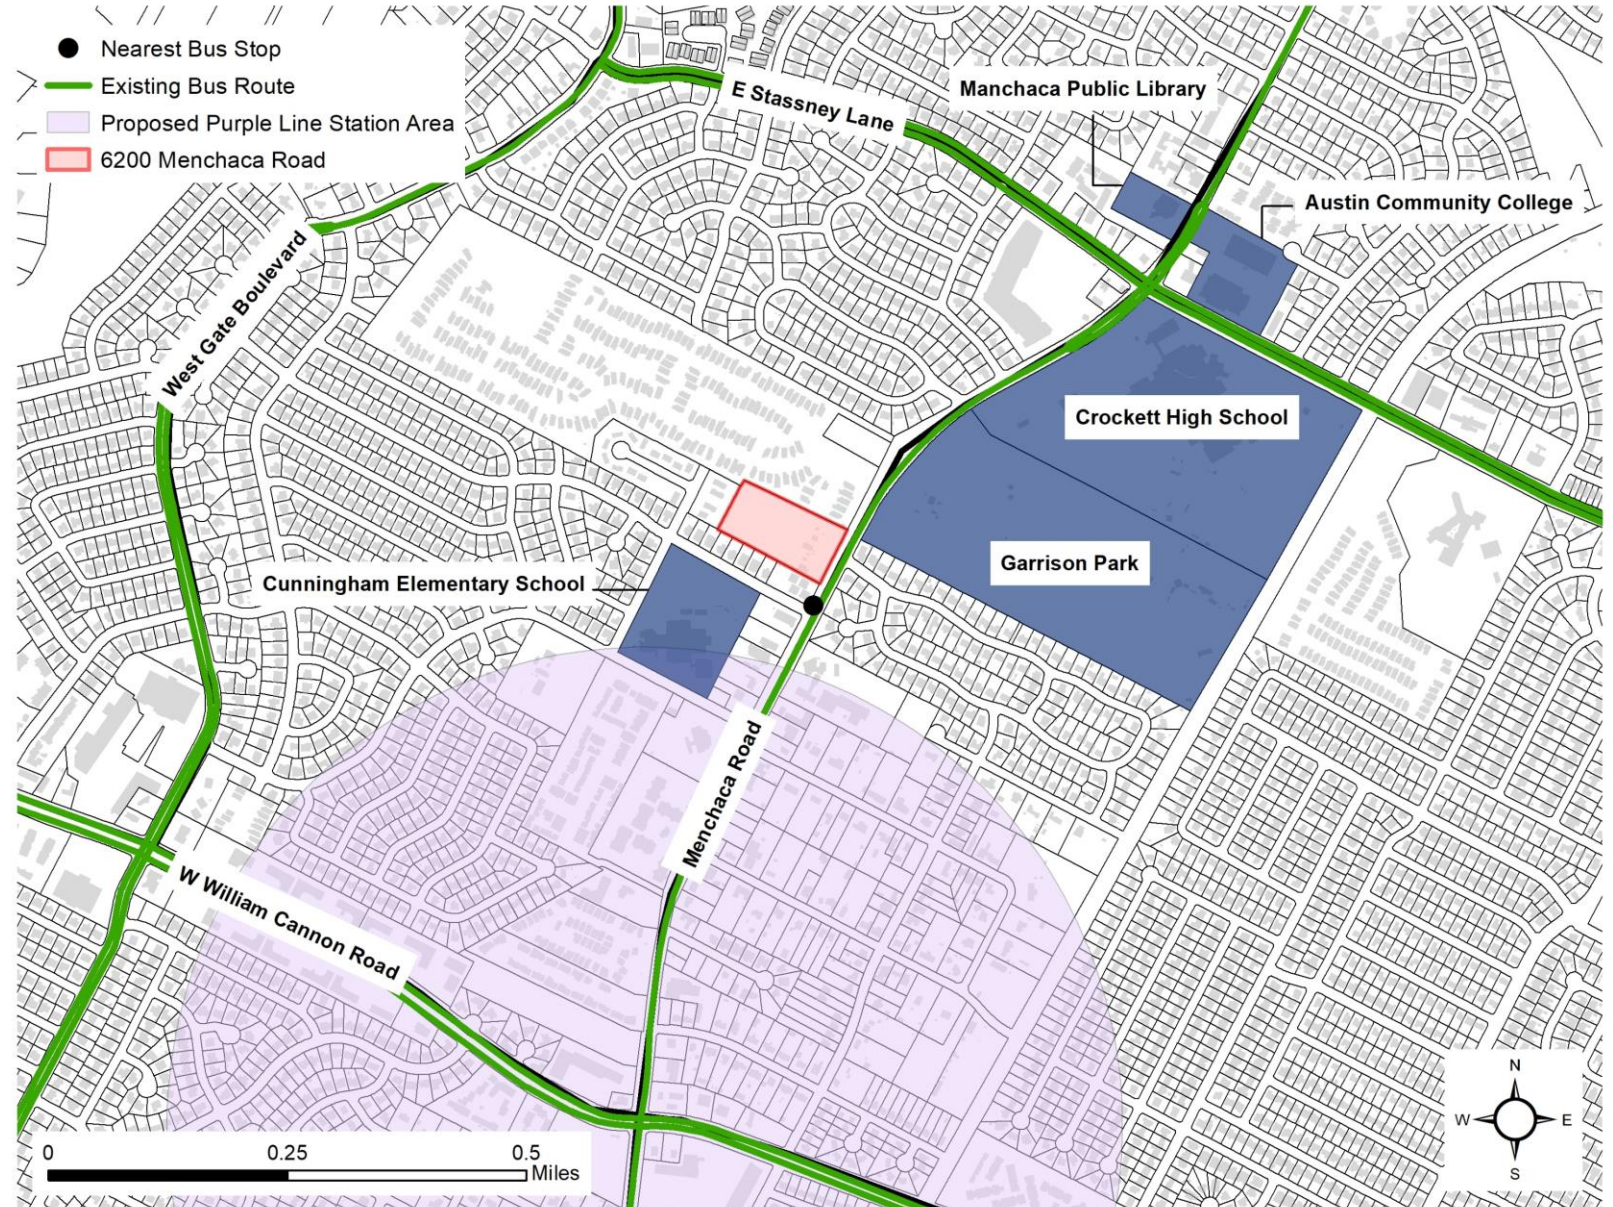 Nearest Bus Stop
Existing Bus Route
Proposed Purple Line Station Area
6200 Menchaca Road
E Stassney Lane
Manchaca Public Library
Austin Community College
West Gate Boulevard
Crockett High School
Garrison Park
Cunningham Elementary School
Menchaca Road
W William Cannon Road
0 0.25 0.5
Miles
N
W E
S